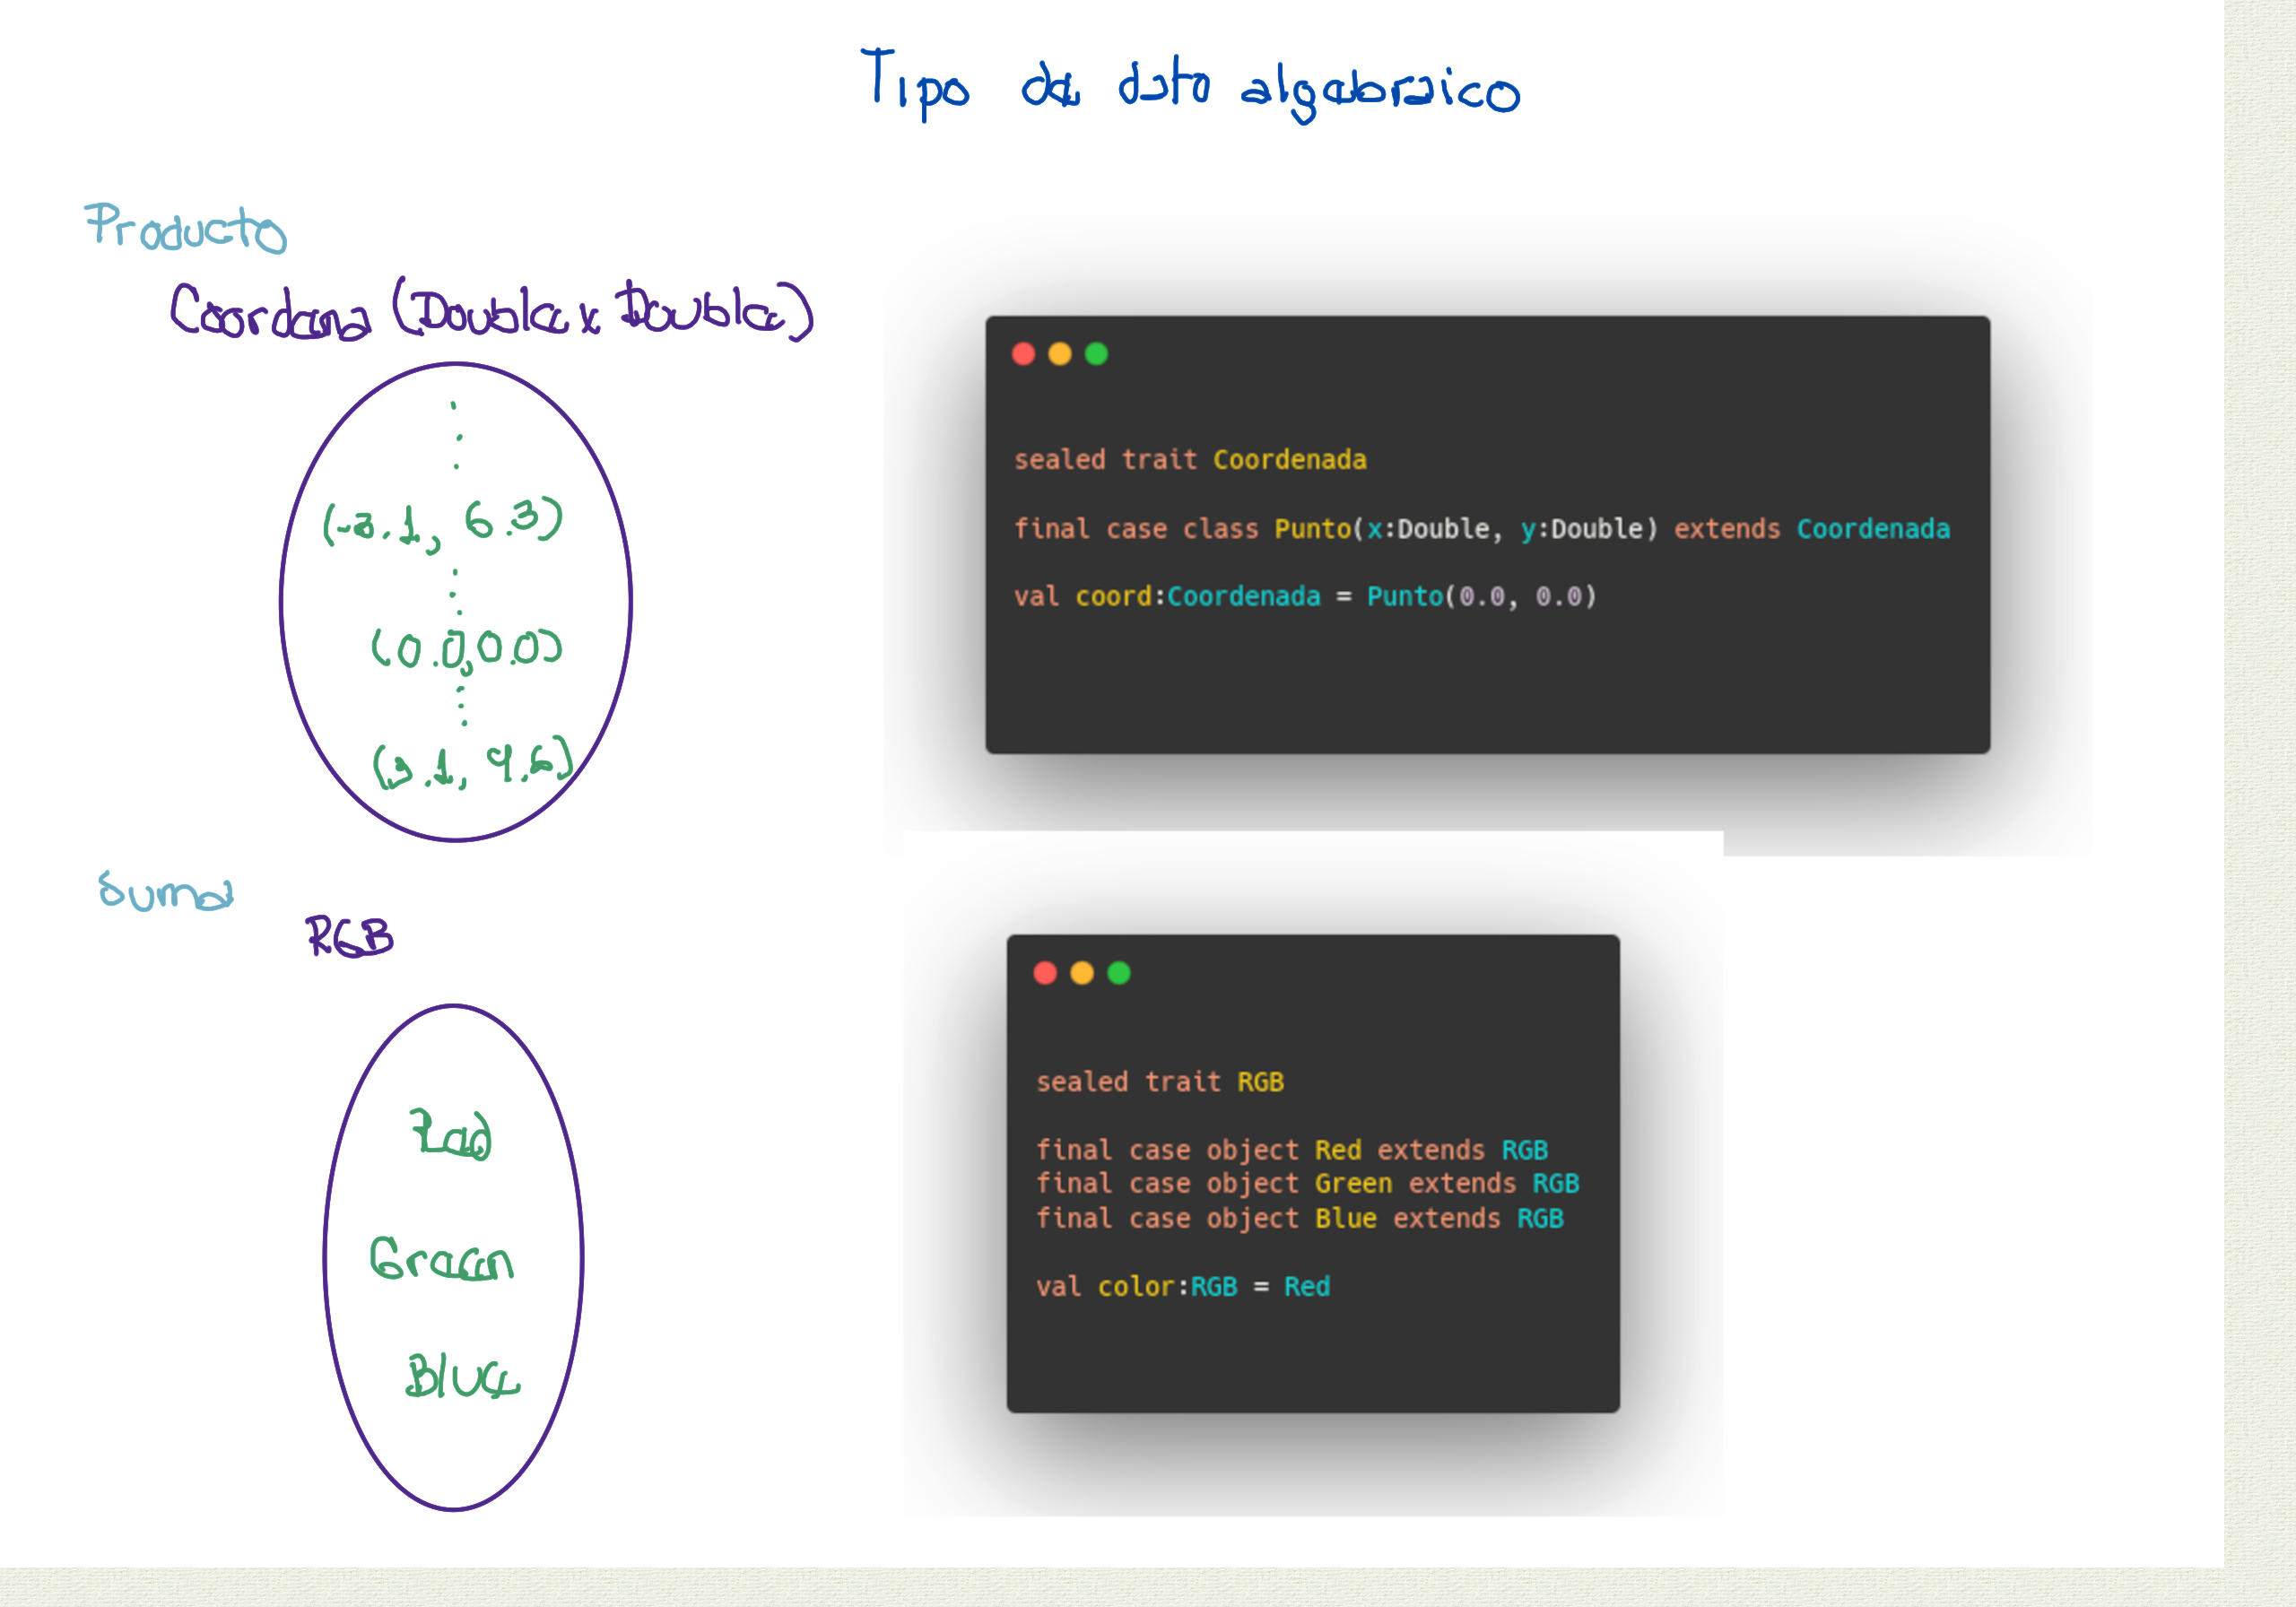 Tipo de dato algebraico
Producto
Coordena (Double x Double)
(-3.1, 6.3)
(0.0,0.0)
(3.1, 9.6)
sealed trait Coordenada
final case class Punto(x:Double, y:Double) extends Coordenada
val coord:Coordenada = Punto(0.0, 0.0)
Suma
RGB
Red
Green
Blue
sealed trait RGB
final case object Red extends RGB
final case object Green extends RGB
final case object Blue extends RGB
val color:RGB = Red